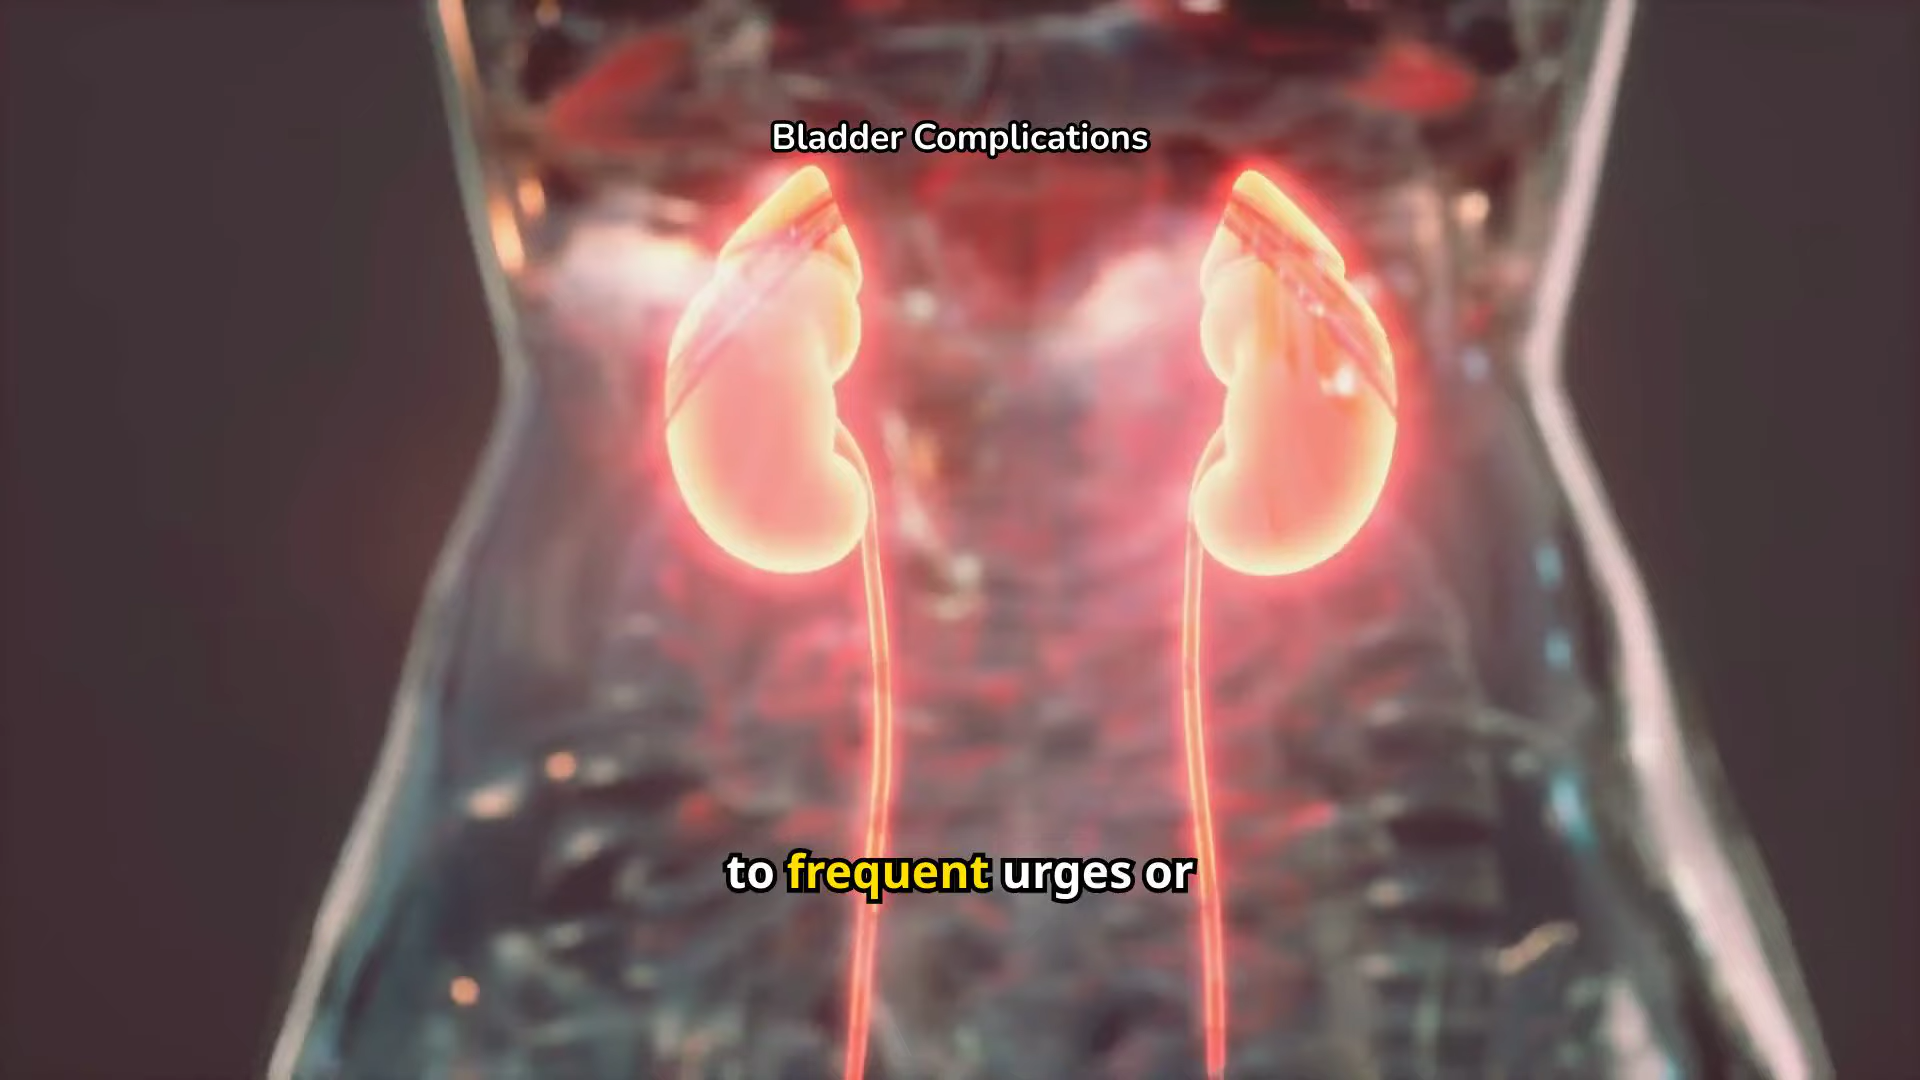 Bladder Complications
to frequent urges or